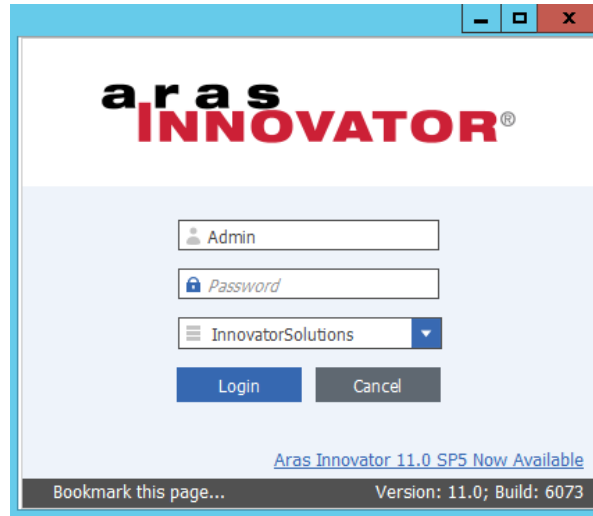 aras
INNOVATOR®
Admin
Password
InnovatorSolutions
Login Cancel
Aras Innovator 11.0 SP5 Now Available
Bookmark this page... Version: 11.0; Build: 6073